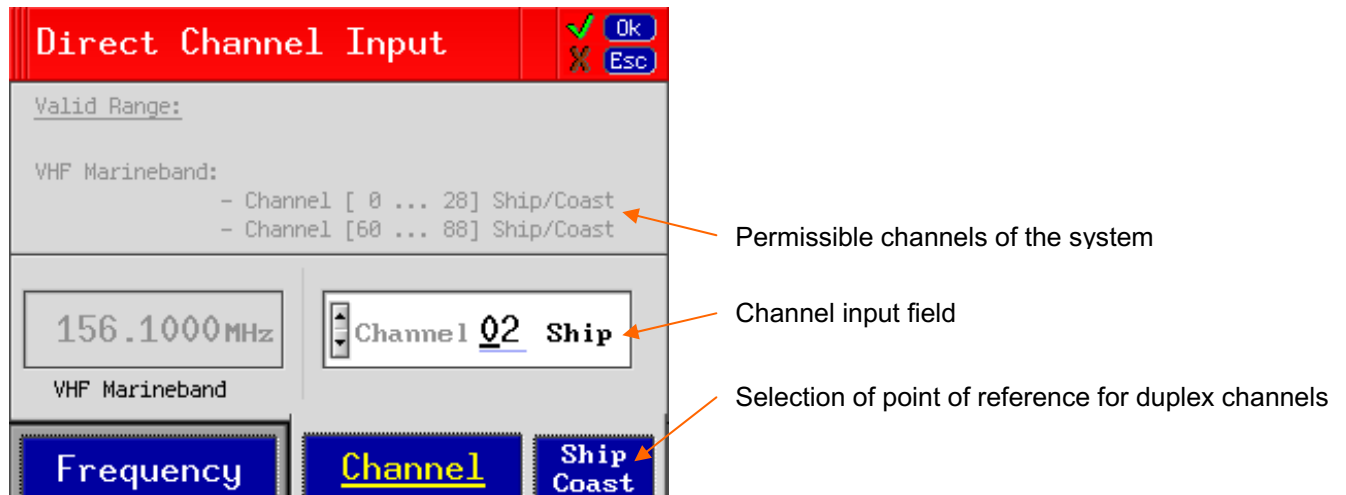 Direct Channel Input
Ok
Esc
Valid Range:
VHF Marineband:
- Channel [ 0 ... 28] Ship/Coast
- Channel [60 ... 88] Ship/Coast
Permissible channels of the system
156.1000MHz
Channel 02 Ship
Channel input field
VHF Marineband
Selection of point of reference for duplex channels
Frequency
Channel
Ship
Coast